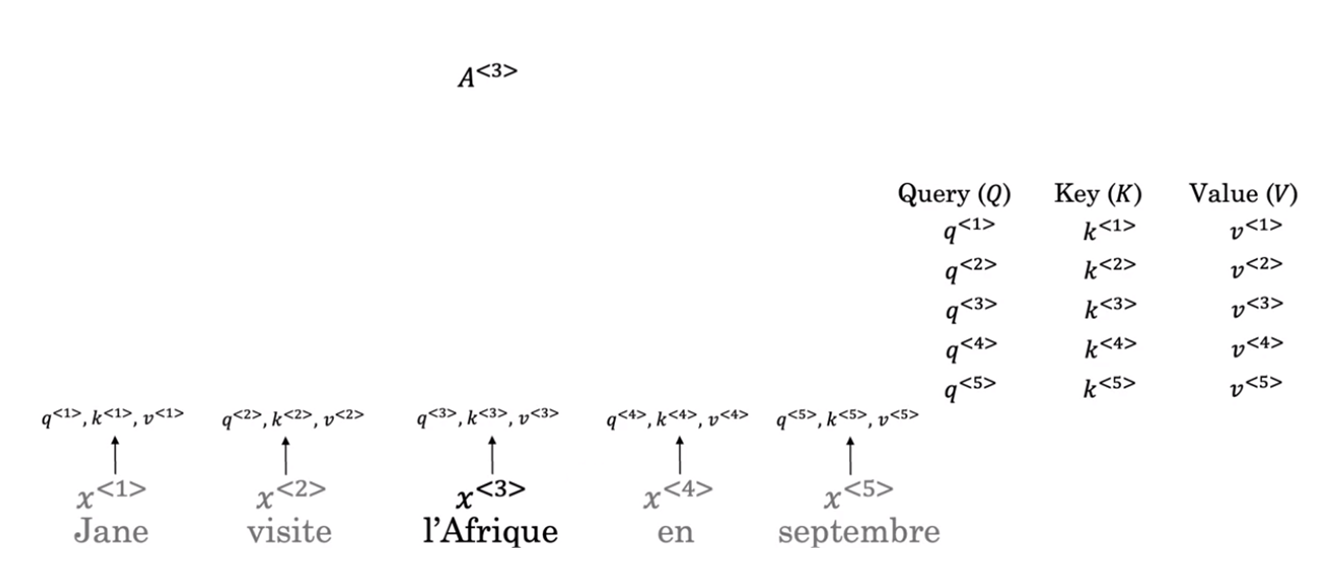 A<3>
Query (Q) Key (K) Value (V)
q<1> k<1> v<1>
q<2> k<2> v<2>
q<3> k<3> v<3>
q<4> k<4> v<4>
q<5> k<5> v<5>
q<1>, k<1>, v<1> q<2>, k<2>, v<2> q<3>, k<3>, v<3> q<4>, k<4>, v<4> q<5>, k<5>, v<5>
x<1> x<2> x<3> x<4> x<5>
Jane visite l'Afrique en septembre